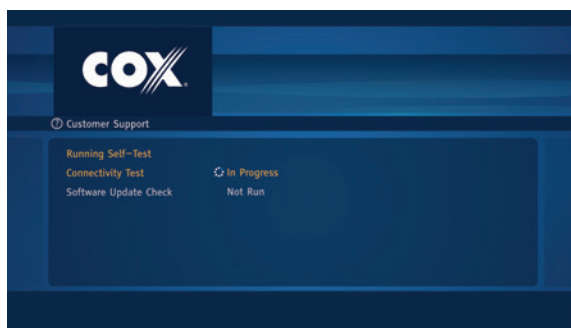 COX.
Customer Support
Running Self-Test
Connectivity Test In Progress
Software Update Check Not Run